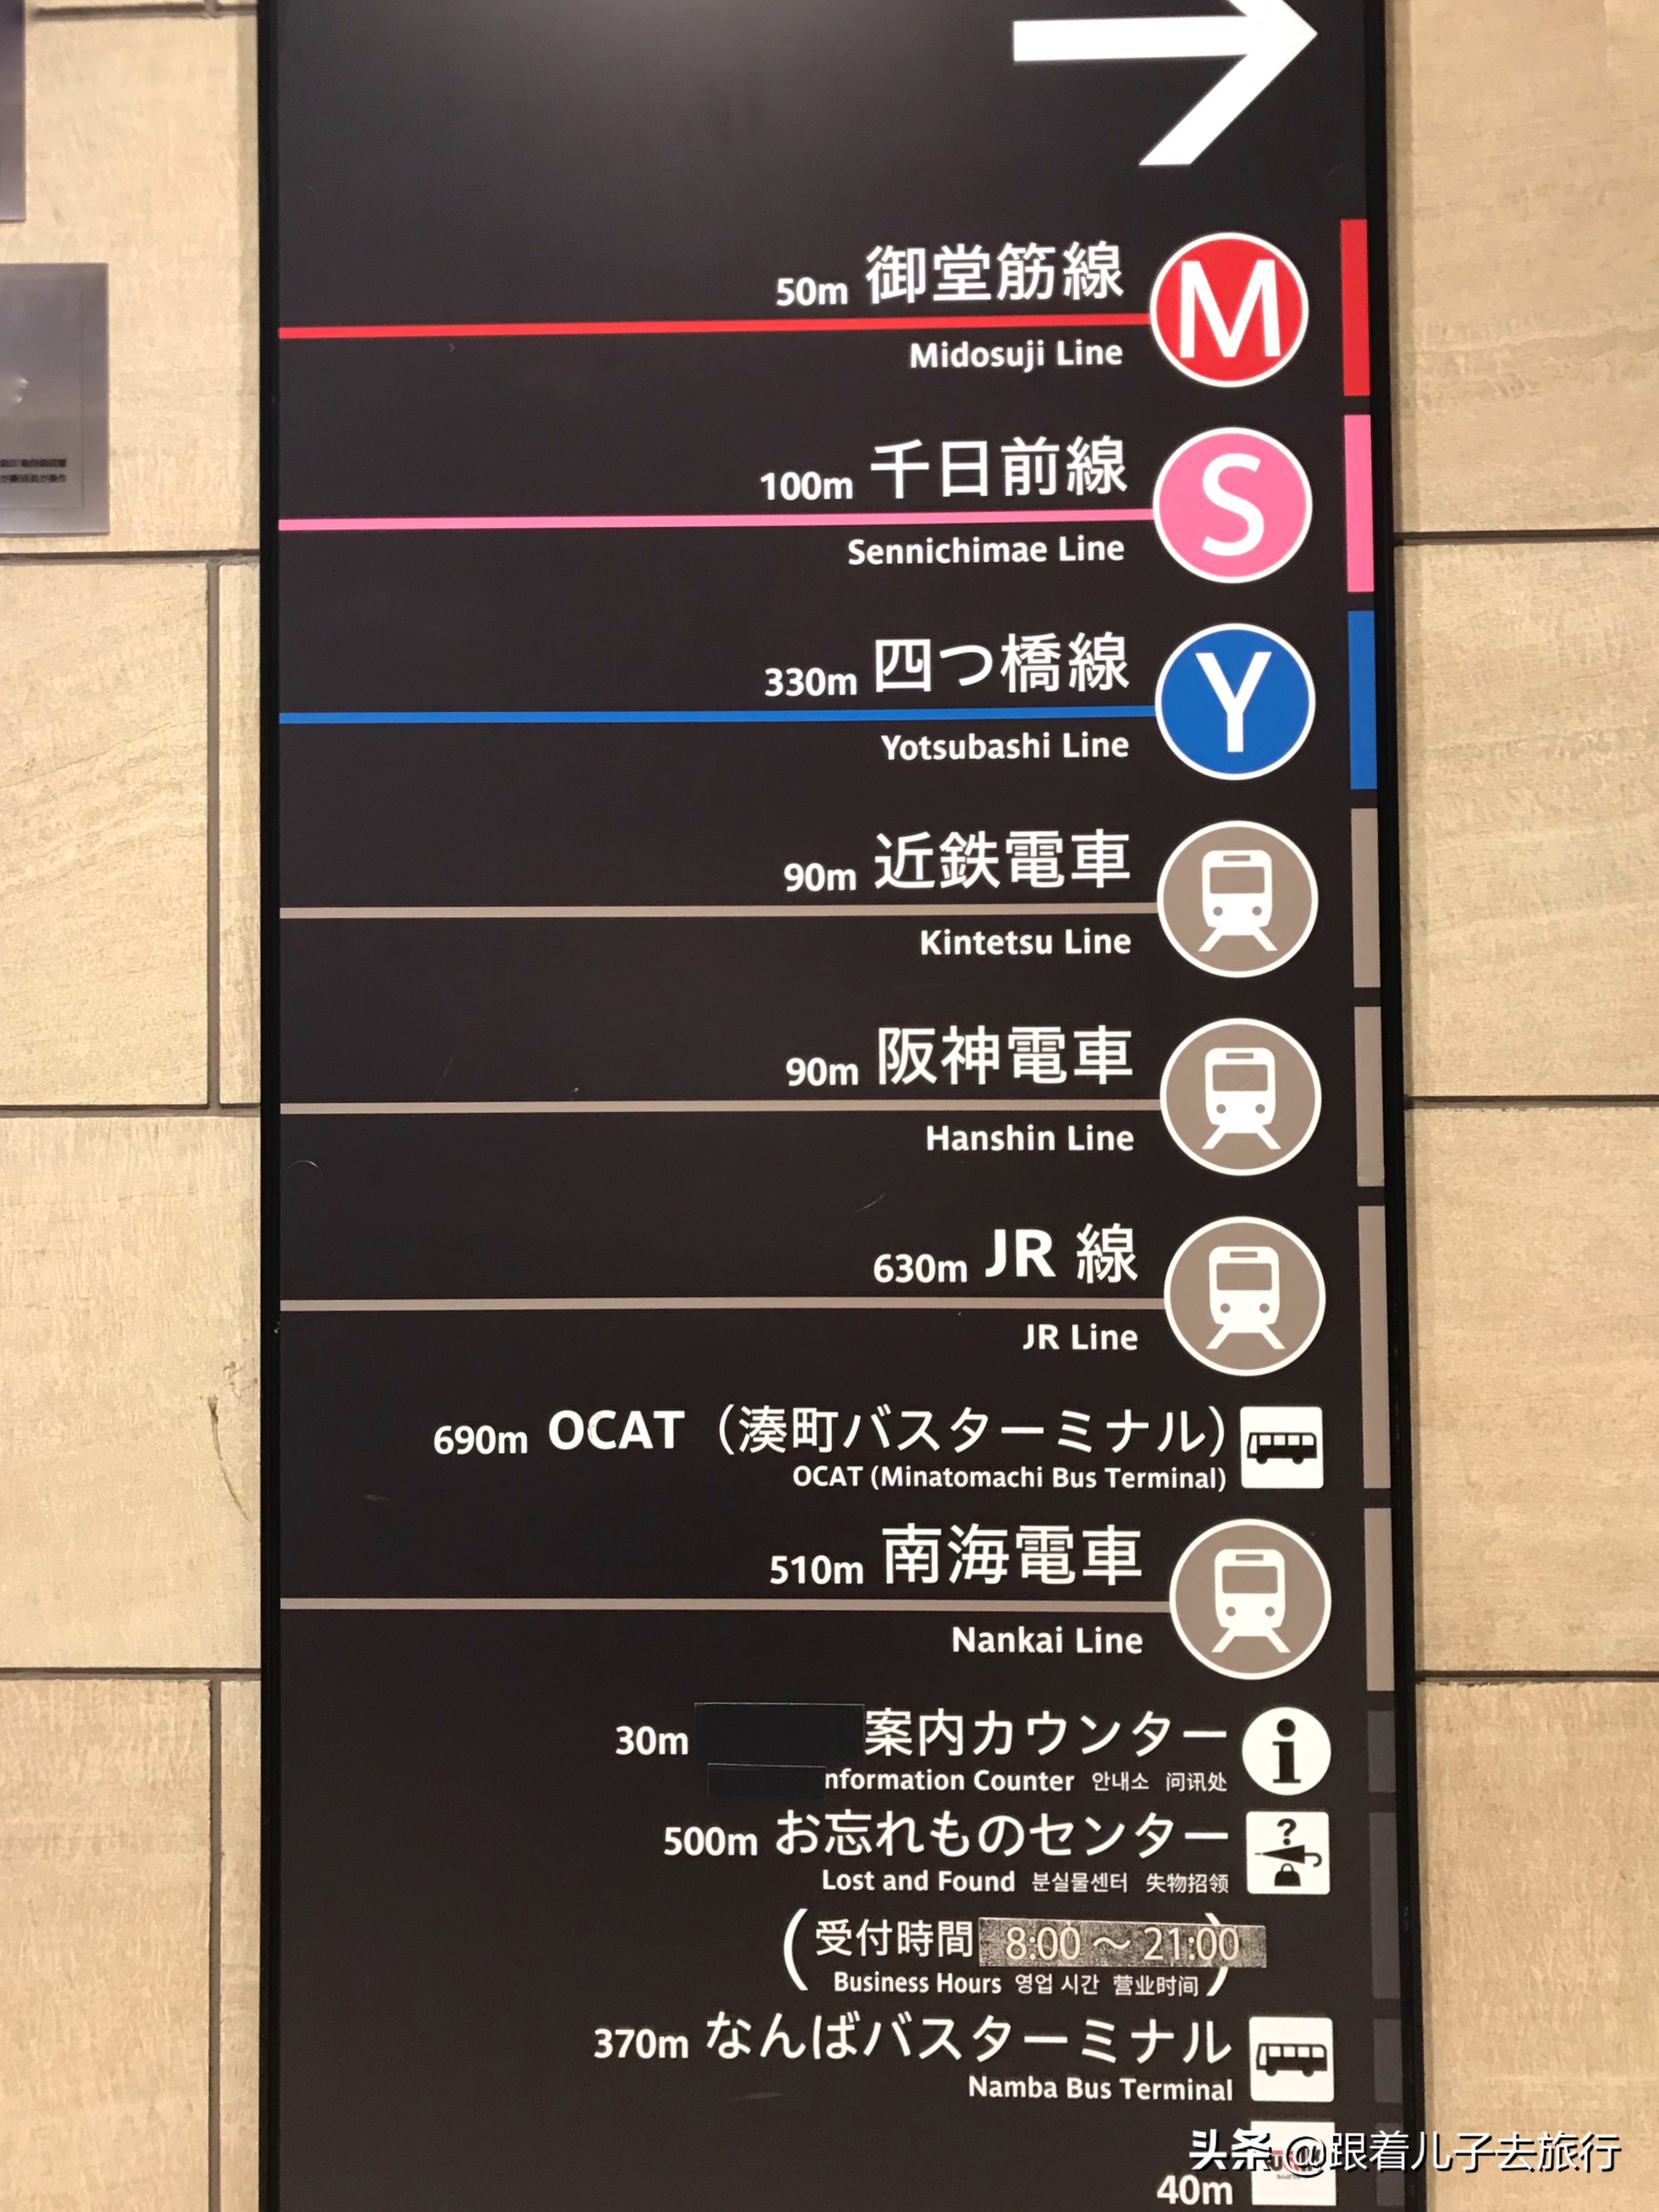 50m 御堂筋線 M
Midosuji Line
100m 千日前線 S
Sennichimae Line
330m 四つ橋線 Y
Yotsubashi Line
90m 近鉄電車
Kintetsu Line
90m 阪神電車
Hanshin Line
630m JR 線
JR Line
690m OCAT（湊町バスターミナル）
OCAT (Minatomachi Bus Terminal)
510m 南海電車
Nankai Line
30m 案内カウンター i
nformation Counter 안내소 问讯处
500m お忘れものセンター ?
Lost and Found 분실물센터 失物招领
(受付時間 8:00 ～ 21:00
Business Hours 영업 시간 营业时间)
370m なんばバスターミナル
Namba Bus Terminal
40m
头条 @跟着儿子去旅行